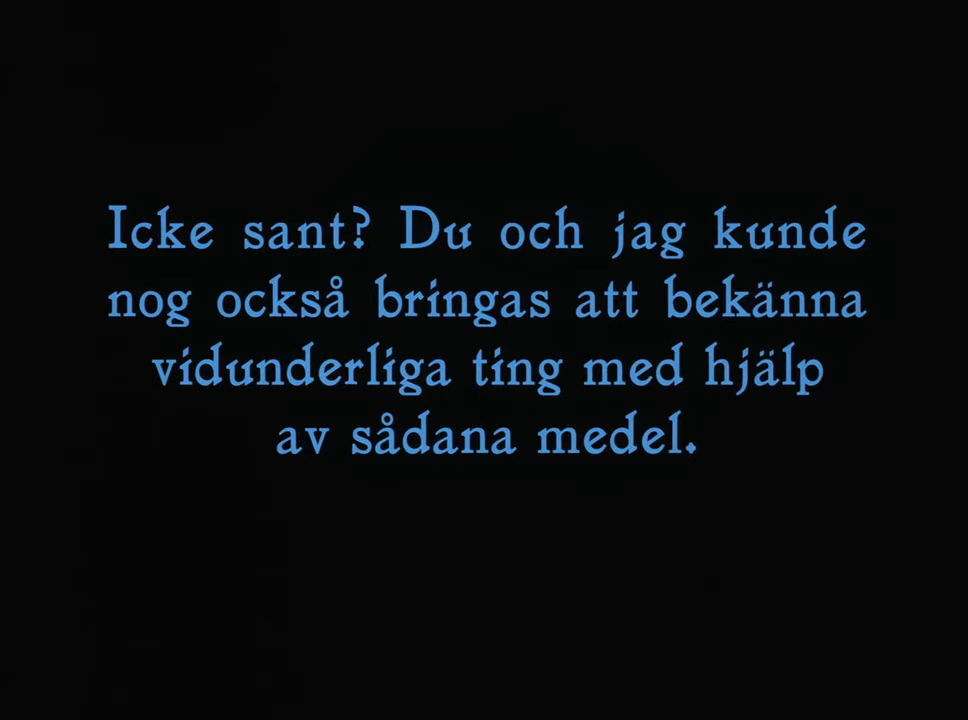 Icke sant? Du och jag kunde
nog också bringas att bekänna
vidunderliga ting med hjälp
av sådana medel.